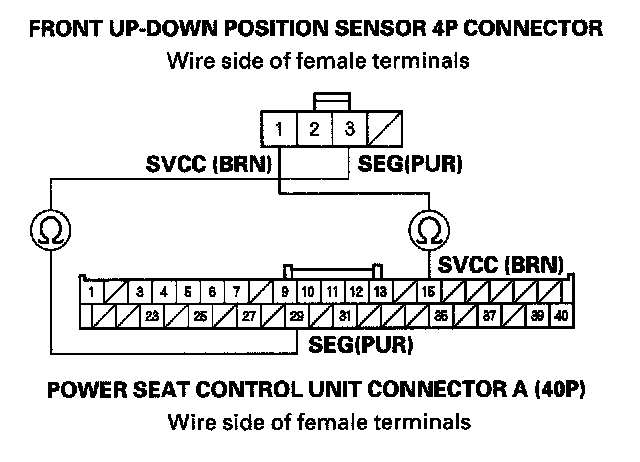 FRONT UP-DOWN POSITION SENSOR 4P CONNECTOR
Wire side of female terminals
1 2 3
SVCC (BRN) SEG(PUR)
Ω Ω
SVCC (BRN)
1 3 4 5 6 7 9 10 11 12 13 15
23 25 27 29 31 35 37 39 40
SEG(PUR)
POWER SEAT CONTROL UNIT CONNECTOR A (40P)
Wire side of female terminals